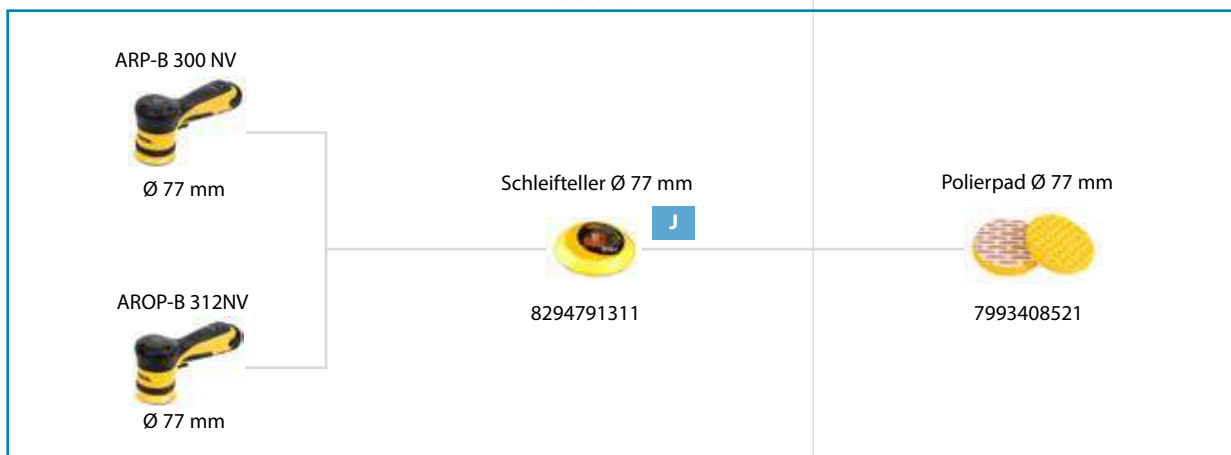 ARP-B 300 NV
Ø 77 mm
AROP-B 312NV
Ø 77 mm
Schleifteller Ø 77 mm
J
8294791311
Polierpad Ø 77 mm
7993408521